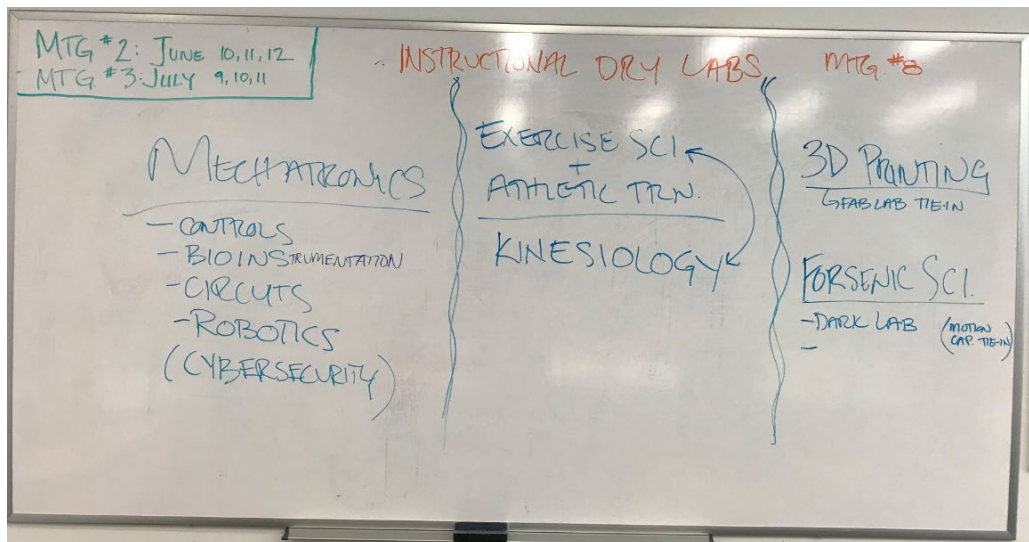 MTG #2: JUNE 10, 11, 12
MTG #3: JULY 9, 10, 11
INSTRUCTIONAL DRY LABS
MTG #8
MECHATRONICS
- CONTROLS
- BIOINSTRUMENTAITON
- CIRCUTS
- ROBOTICS
(CYBERSECURITY)
EXERCISE SCI
+
ATHLETIC TRN.
KINESIOLOGY
3D PRINTING
↳ FAB LAB TIE-IN
FORSENIC SCI.
- DARK LAB (MOTION
CAP. TIE-IN)
-